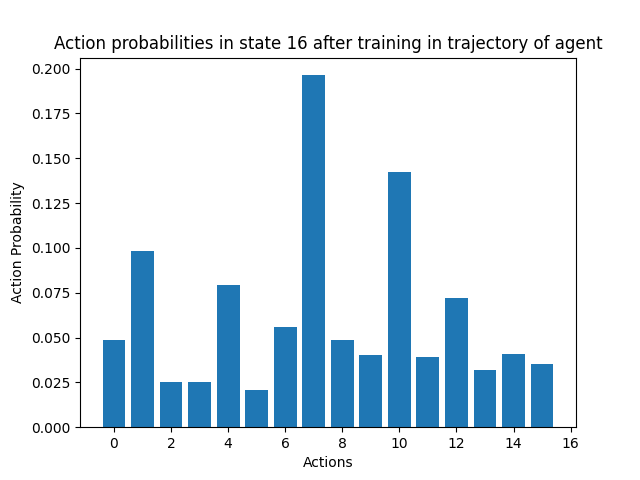 Action probabilities in state 16 after training in trajectory of agent
0.200
0.175
0.150
0.125
0.100
0.075
0.050
0.025
0.000
Action Probability
0 2 4 6 8 10 12 14 16
Actions